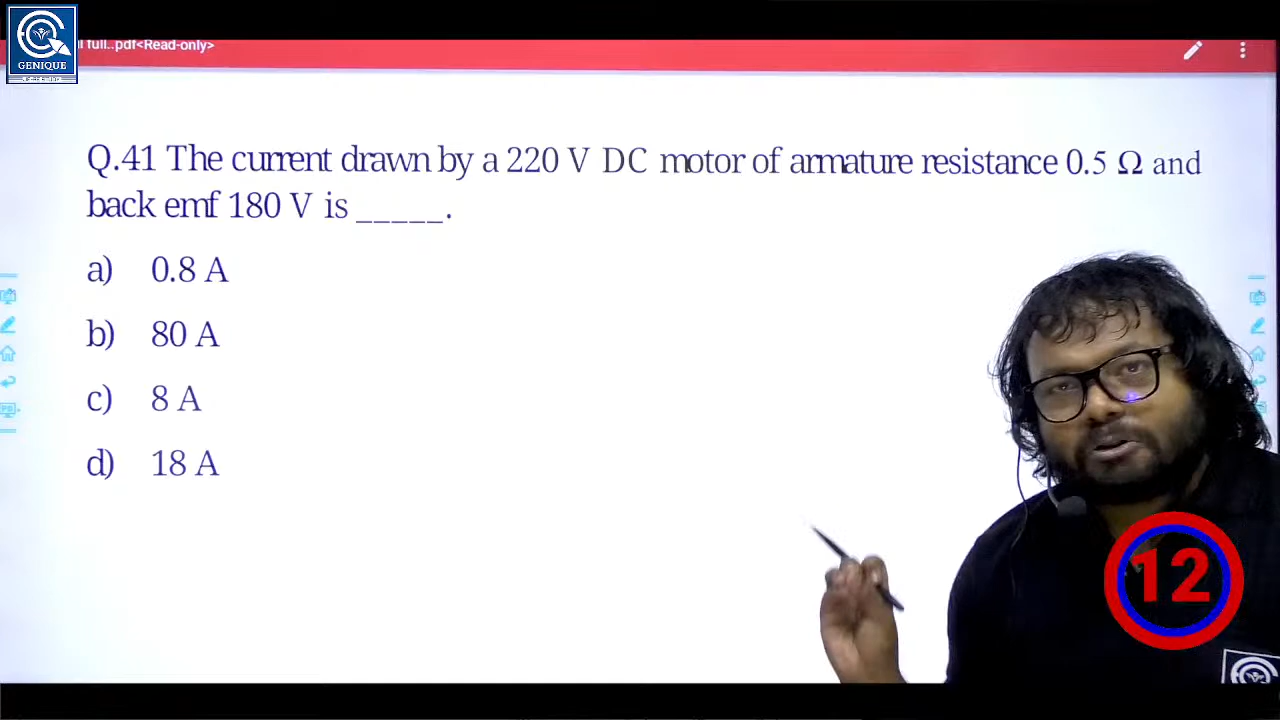 l full..pdf<Read-only>
GENIQUE
Q.41 The current drawn by a 220 V DC motor of armature resistance 0.5 Ω and
back emf 180 V is _____.
a) 0.8 A
b) 80 A
c) 8 A
d) 18 A
12